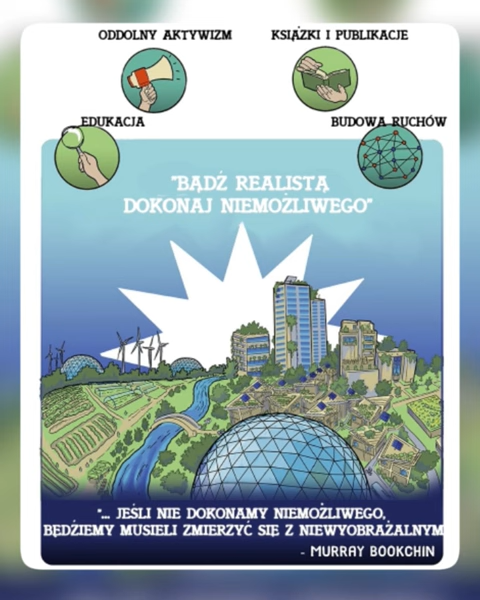 ODDOLNY AKTYWIZM
KSIĄŻKI I PUBLIKACJE
EDUKACJA
BUDOWA RUCHÓW
"BĄDŹ REALISTĄ
DOKONAJ NIEMOŻLIWEGO"
"... JEŚLI NIE DOKONAMY NIEMOŻLIWEGO,
BĘDZIEMY MUSIELI ZMIERZYĆ SIĘ Z NIEWYOBRAŻALNYM
- MURRAY BOOKCHIN